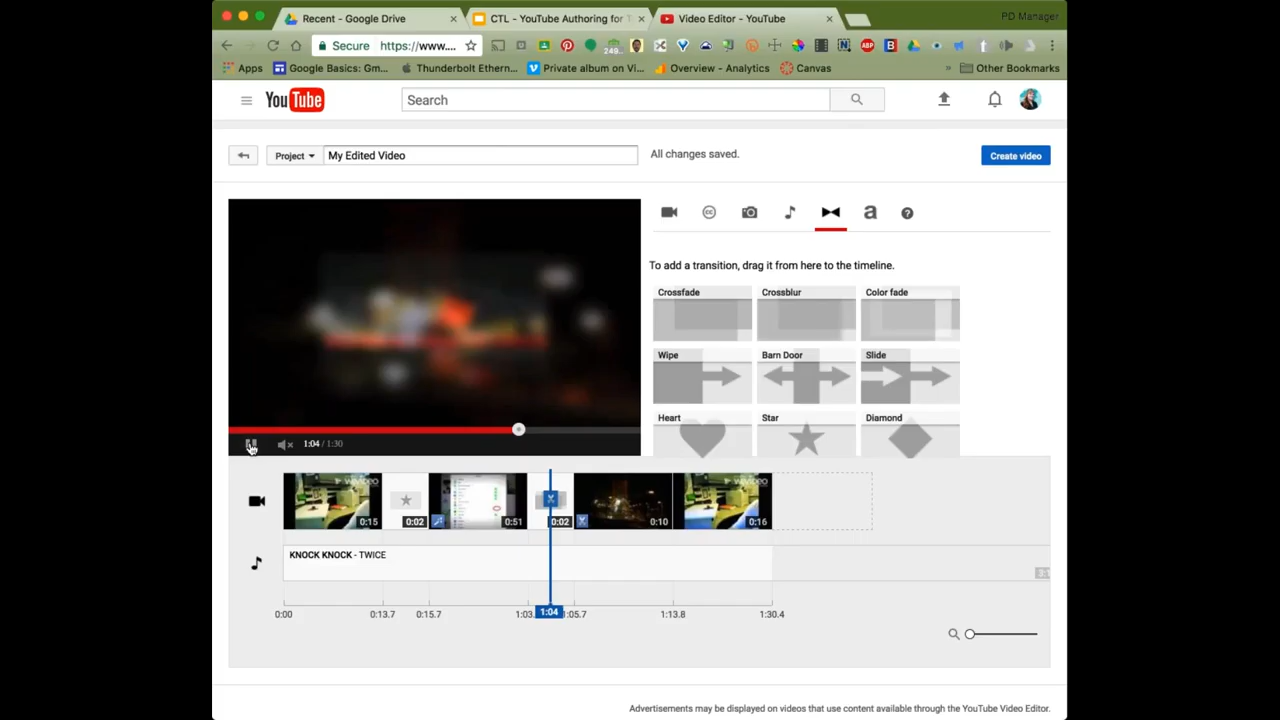 Recent - Google Drive
CTL - YouTube Authoring for T
Video Editor - YouTube
PD Manager
Secure
https://www....
Apps
Google Basics: Gm...
Thunderbolt Ethern...
Private album on Vi...
Overview - Analytics
Canvas
»
Other Bookmarks
YouTube
Search
Project
My Edited Video
All changes saved.
Create video
To add a transition, drag it from here to the timeline.
Crossfade
Crossblur
Color fade
Wipe
Barn Door
Slide
Heart
Star
Diamond
1:04 / 1:30
0:15
0:02
0:51
0:02
0:10
0:16
KNOCK KNOCK - TWICE
0:00
0:13.7
0:15.7
1:03
1:04
1:05.7
1:13.8
1:30.4
Advertisements may be displayed on videos that use content available through the YouTube Video Editor.